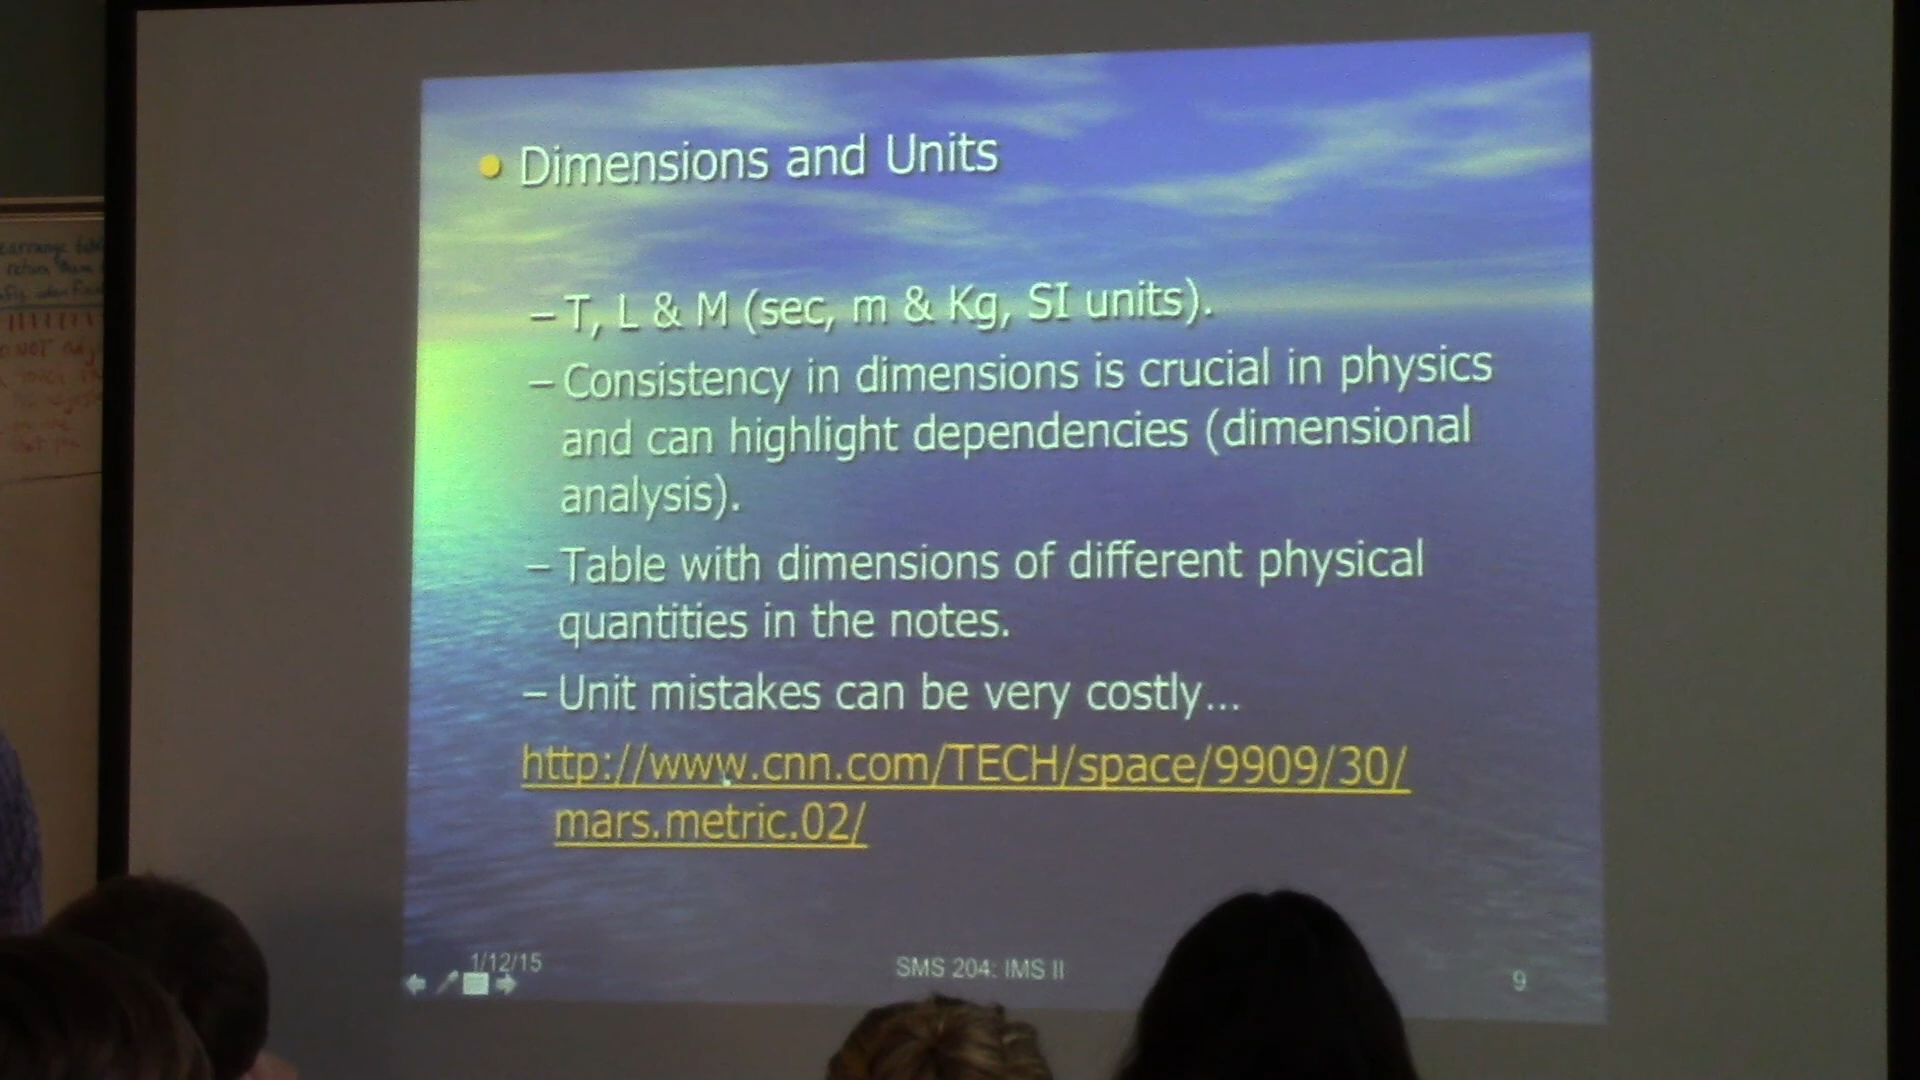 • Dimensions and Units
– T, L & M (sec, m & Kg, SI units).
– Consistency in dimensions is crucial in physics
and can highlight dependencies (dimensional
analysis).
– Table with dimensions of different physical
quantities in the notes.
– Unit mistakes can be very costly...
http://www.cnn.com/TECH/space/9909/30/
mars.metric.02/
1/12/15
SMS 204: IMS II
9
return them